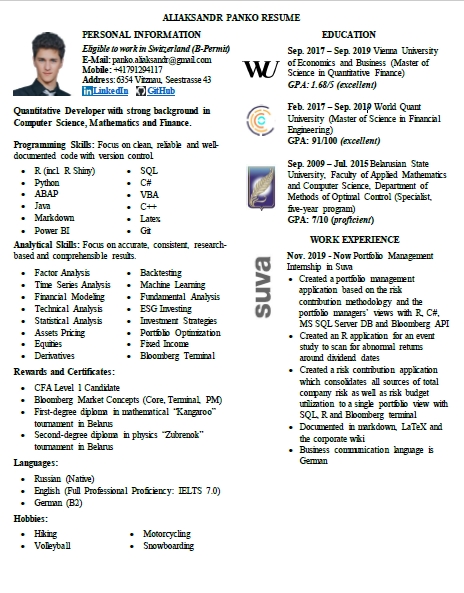 ALIAKSANDR PANKO RESUME
PERSONAL INFORMATION
Eligible to work in Switzerland (B-Permit)
E-Mail: panko.aliaksandr@gmail.com
Mobile: +41791294117
Address: 6354 Vitznau, Seestrasse 43
in LinkedIn GitHub
Quantitative Developer with strong background in
Computer Science, Mathematics and Finance.
Programming Skills: Focus on clean, reliable and well-
documented code with version control
• R (incl. R Shiny)
• Python
• ABAP
• Java
• Markdown
• Power BI
• SQL
• C#
• VBA
• C++
• Latex
• Git
Analytical Skills: Focus on accurate, consistent, research-
based and comprehensible results.
• Factor Analysis
• Time Series Analysis
• Financial Modeling
• Technical Analysis
• Statistical Analysis
• Assets Pricing
• Equities
• Derivatives
• Backtesting
• Machine Learning
• Fundamental Analysis
• ESG Investing
• Investment Strategies
• Portfolio Optimization
• Fixed Income
• Bloomberg Terminal
Rewards and Certificates:
• CFA Level 1 Candidate
• Bloomberg Market Concepts (Core, Terminal, PM)
• First-degree diploma in mathematical “Kangaroo”
tournament in Belarus
• Second-degree diploma in physics “Zubrenok”
tournament in Belarus
Languages:
• Russian (Native)
• English (Full Professional Proficiency: IELTS 7.0)
• German (B2)
Hobbies:
• Hiking
• Volleyball
• Motorcycling
• Snowboarding
EDUCATION
Sep. 2017 – Sep. 2019 Vienna University
of Economics and Business (Master of
Science in Quantitative Finance)
GPA: 1.68/5 (excellent)
WU
Feb. 2017 – Sep. 2019 World Quant
University (Master of Science in Financial
Engineering)
GPA: 91/100 (excellent)
Sep. 2009 – Jul. 2015 Belarusian State
University, Faculty of Applied Mathematics
and Computer Science, Department of
Methods of Optimal Control (Specialist,
five-year program)
GPA: 7/10 (proficient)
WORK EXPERIENCE
suva
Nov. 2019 - Now Portfolio Management
Internship in Suva
• Created a portfolio management
application based on the risk
contribution methodology and the
portfolio managers’ views with R, C#,
MS SQL Server DB and Bloomberg API
• Created an R application for an event
study to scan for abnormal returns
around dividend dates
• Created a risk contribution application
which consolidates all sources of total
company risk as well as risk budget
utilization to a single portfolio view with
SQL, R and Bloomberg terminal
• Documented in markdown, LaTeX and
the corporate wiki
• Business communication language is
German